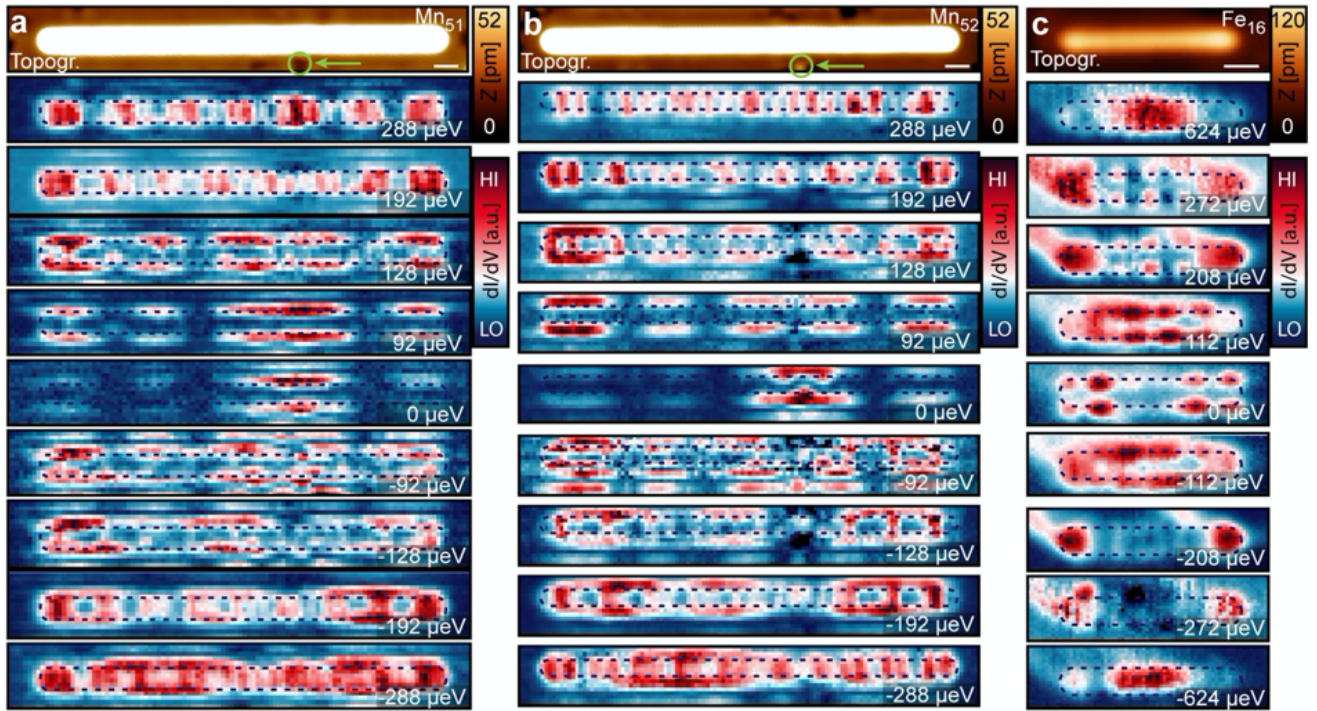 a
Mn51
Topogr.
52
Z [pm]
0
288 µeV
192 µeV
128 µeV
92 µeV
0 µeV
-92 µeV
-128 µeV
-192 µeV
-288 µeV
HI
dI/dV [a.u.]
LO
b
Mn52
Topogr.
52
Z [pm]
0
288 µeV
192 µeV
128 µeV
92 µeV
0 µeV
-92 µeV
-128 µeV
-192 µeV
-288 µeV
HI
dI/dV [a.u.]
LO
c
Fe16
Topogr.
120
Z [pm]
0
624 µeV
272 µeV
208 µeV
112 µeV
0 µeV
-112 µeV
-208 µeV
-272 µeV
-624 µeV
HI
dI/dV [a.u.]
LO